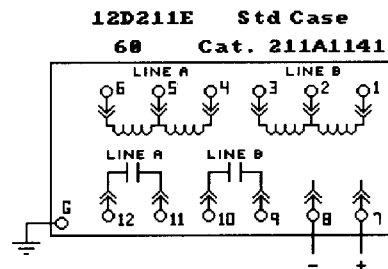 12D211E Std Case
60 Cat. 211A1141
LINE A LINE B
6 5 4 3 2 1
LINE A LINE B
G 12 11 10 9 8 7
- +